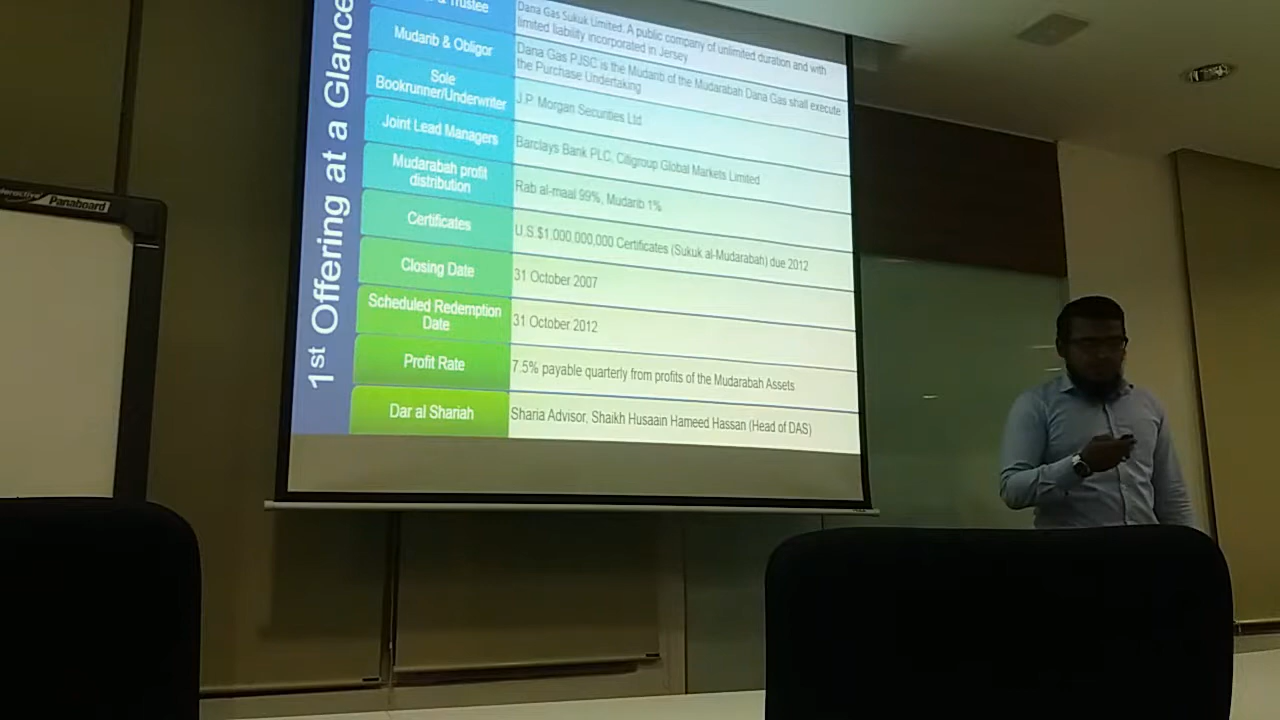 & Trustee
Dana Gas Sukuk Limited. A public company of unlimited duration and with
limited liability incorporated in Jersey
Mudarib & Obligor
Dana Gas PJSC is the Mudarib of the Mudarabah Dana Gas shall execute
the Purchase Undertaking
Sole
Bookrunner/Underwriter
J.P. Morgan Securities Ltd
Joint Lead Managers
Barclays Bank PLC, Citigroup Global Markets Limited
Mudarabah profit
distribution
Rab al-maal 99%, Mudarib 1%
Certificates
U.S.$1,000,000,000 Certificates (Sukuk al-Mudarabah) due 2012
Closing Date
31 October 2007
Scheduled Redemption
Date
31 October 2012
Profit Rate
7.5% payable quarterly from profits of the Mudarabah Assets
Dar al Shariah
Sharia Advisor, Shaikh Husaain Hameed Hassan (Head of DAS)
1st Offering at a Glance
Panaboard